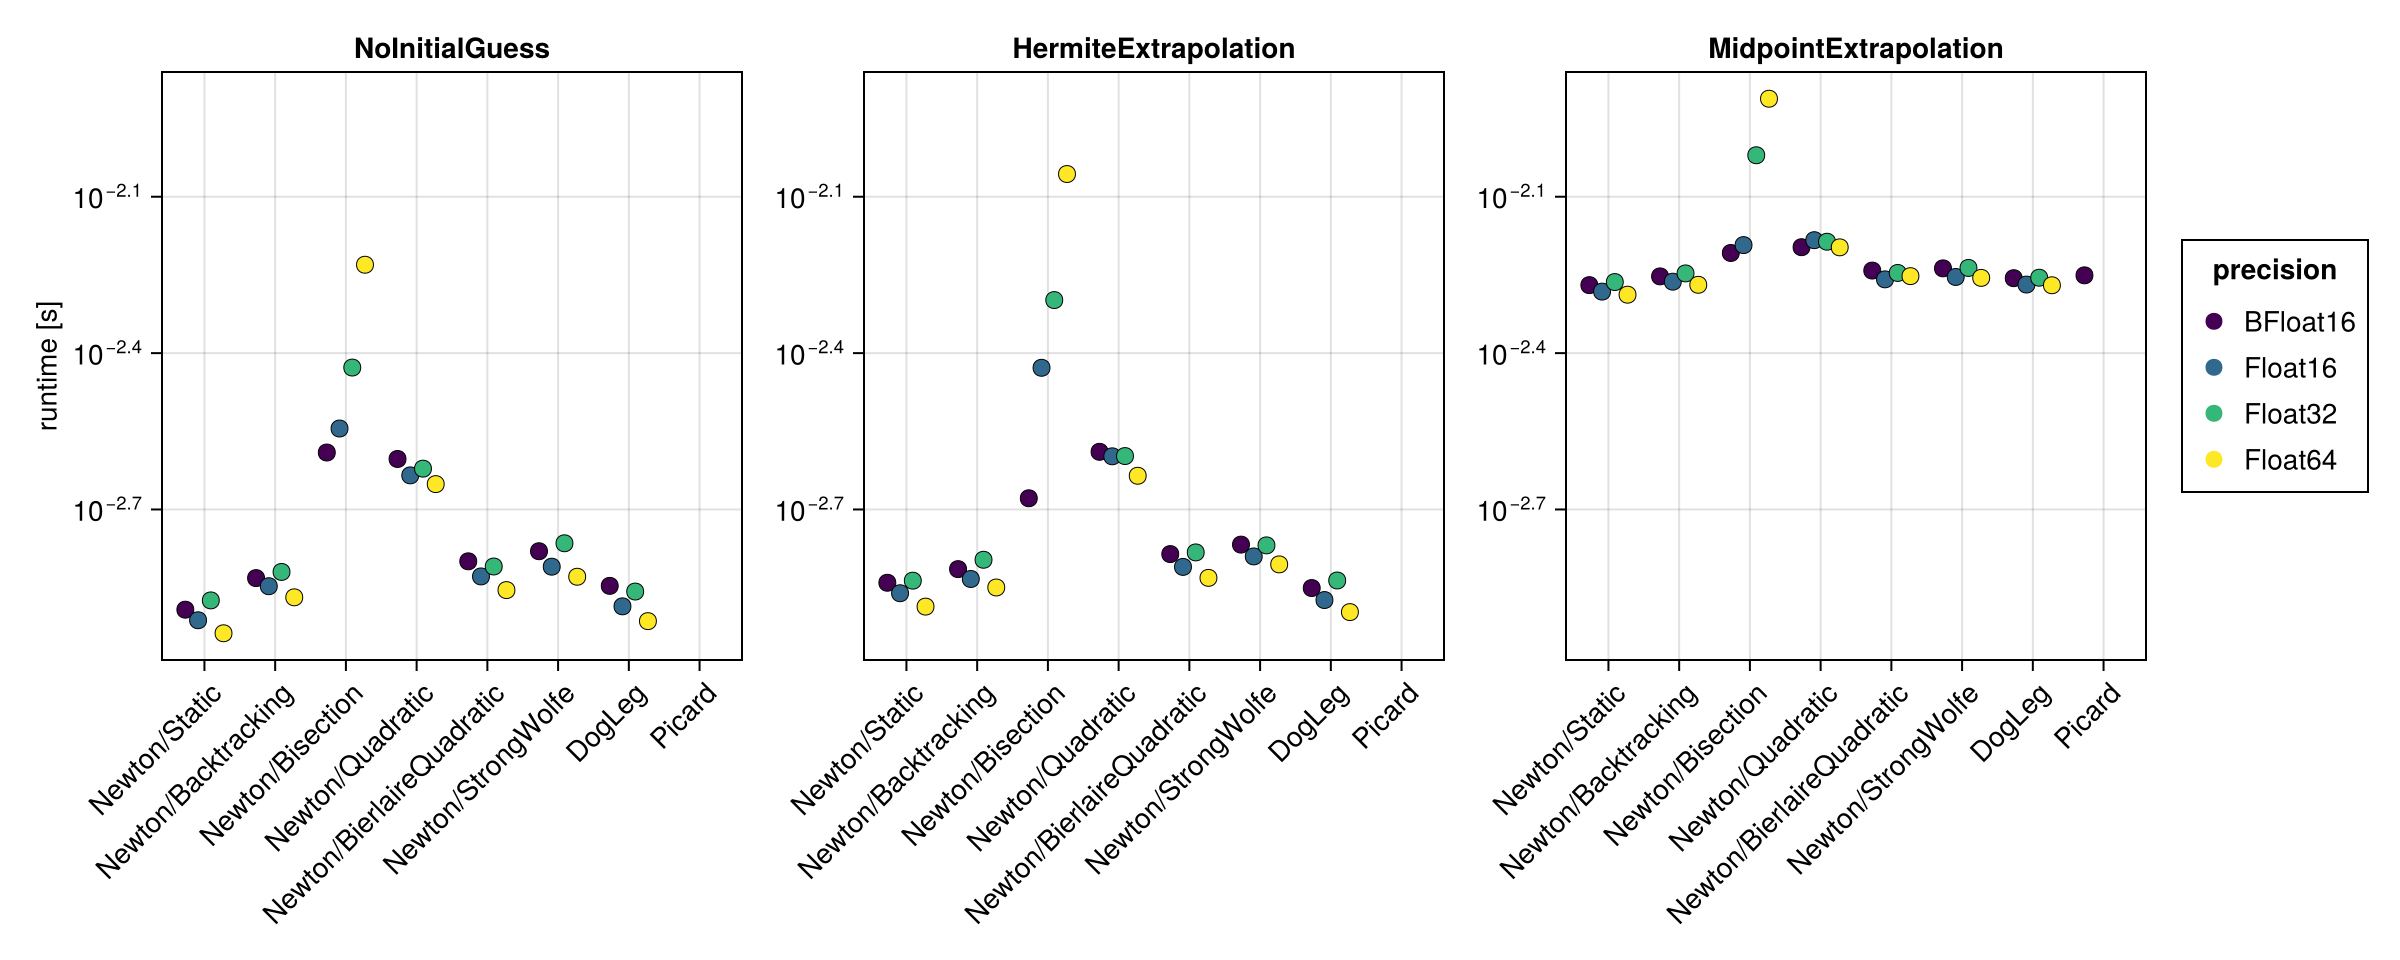 NoInitialGuess
HermiteExtrapolation
MidpointExtrapolation
runtime [s]
10−2.1
10−2.4
10−2.7
10−2.1
10−2.4
10−2.7
10−2.1
10−2.4
10−2.7
Newton/Static
Newton/Backtracking
Newton/Bisection
Newton/Quadratic
Newton/BierlaireQuadratic
Newton/StrongWolfe
DogLeg
Picard
Newton/Static
Newton/Backtracking
Newton/Bisection
Newton/Quadratic
Newton/BierlaireQuadratic
Newton/StrongWolfe
DogLeg
Picard
Newton/Static
Newton/Backtracking
Newton/Bisection
Newton/Quadratic
Newton/BierlaireQuadratic
Newton/StrongWolfe
DogLeg
Picard
precision
BFloat16
Float16
Float32
Float64